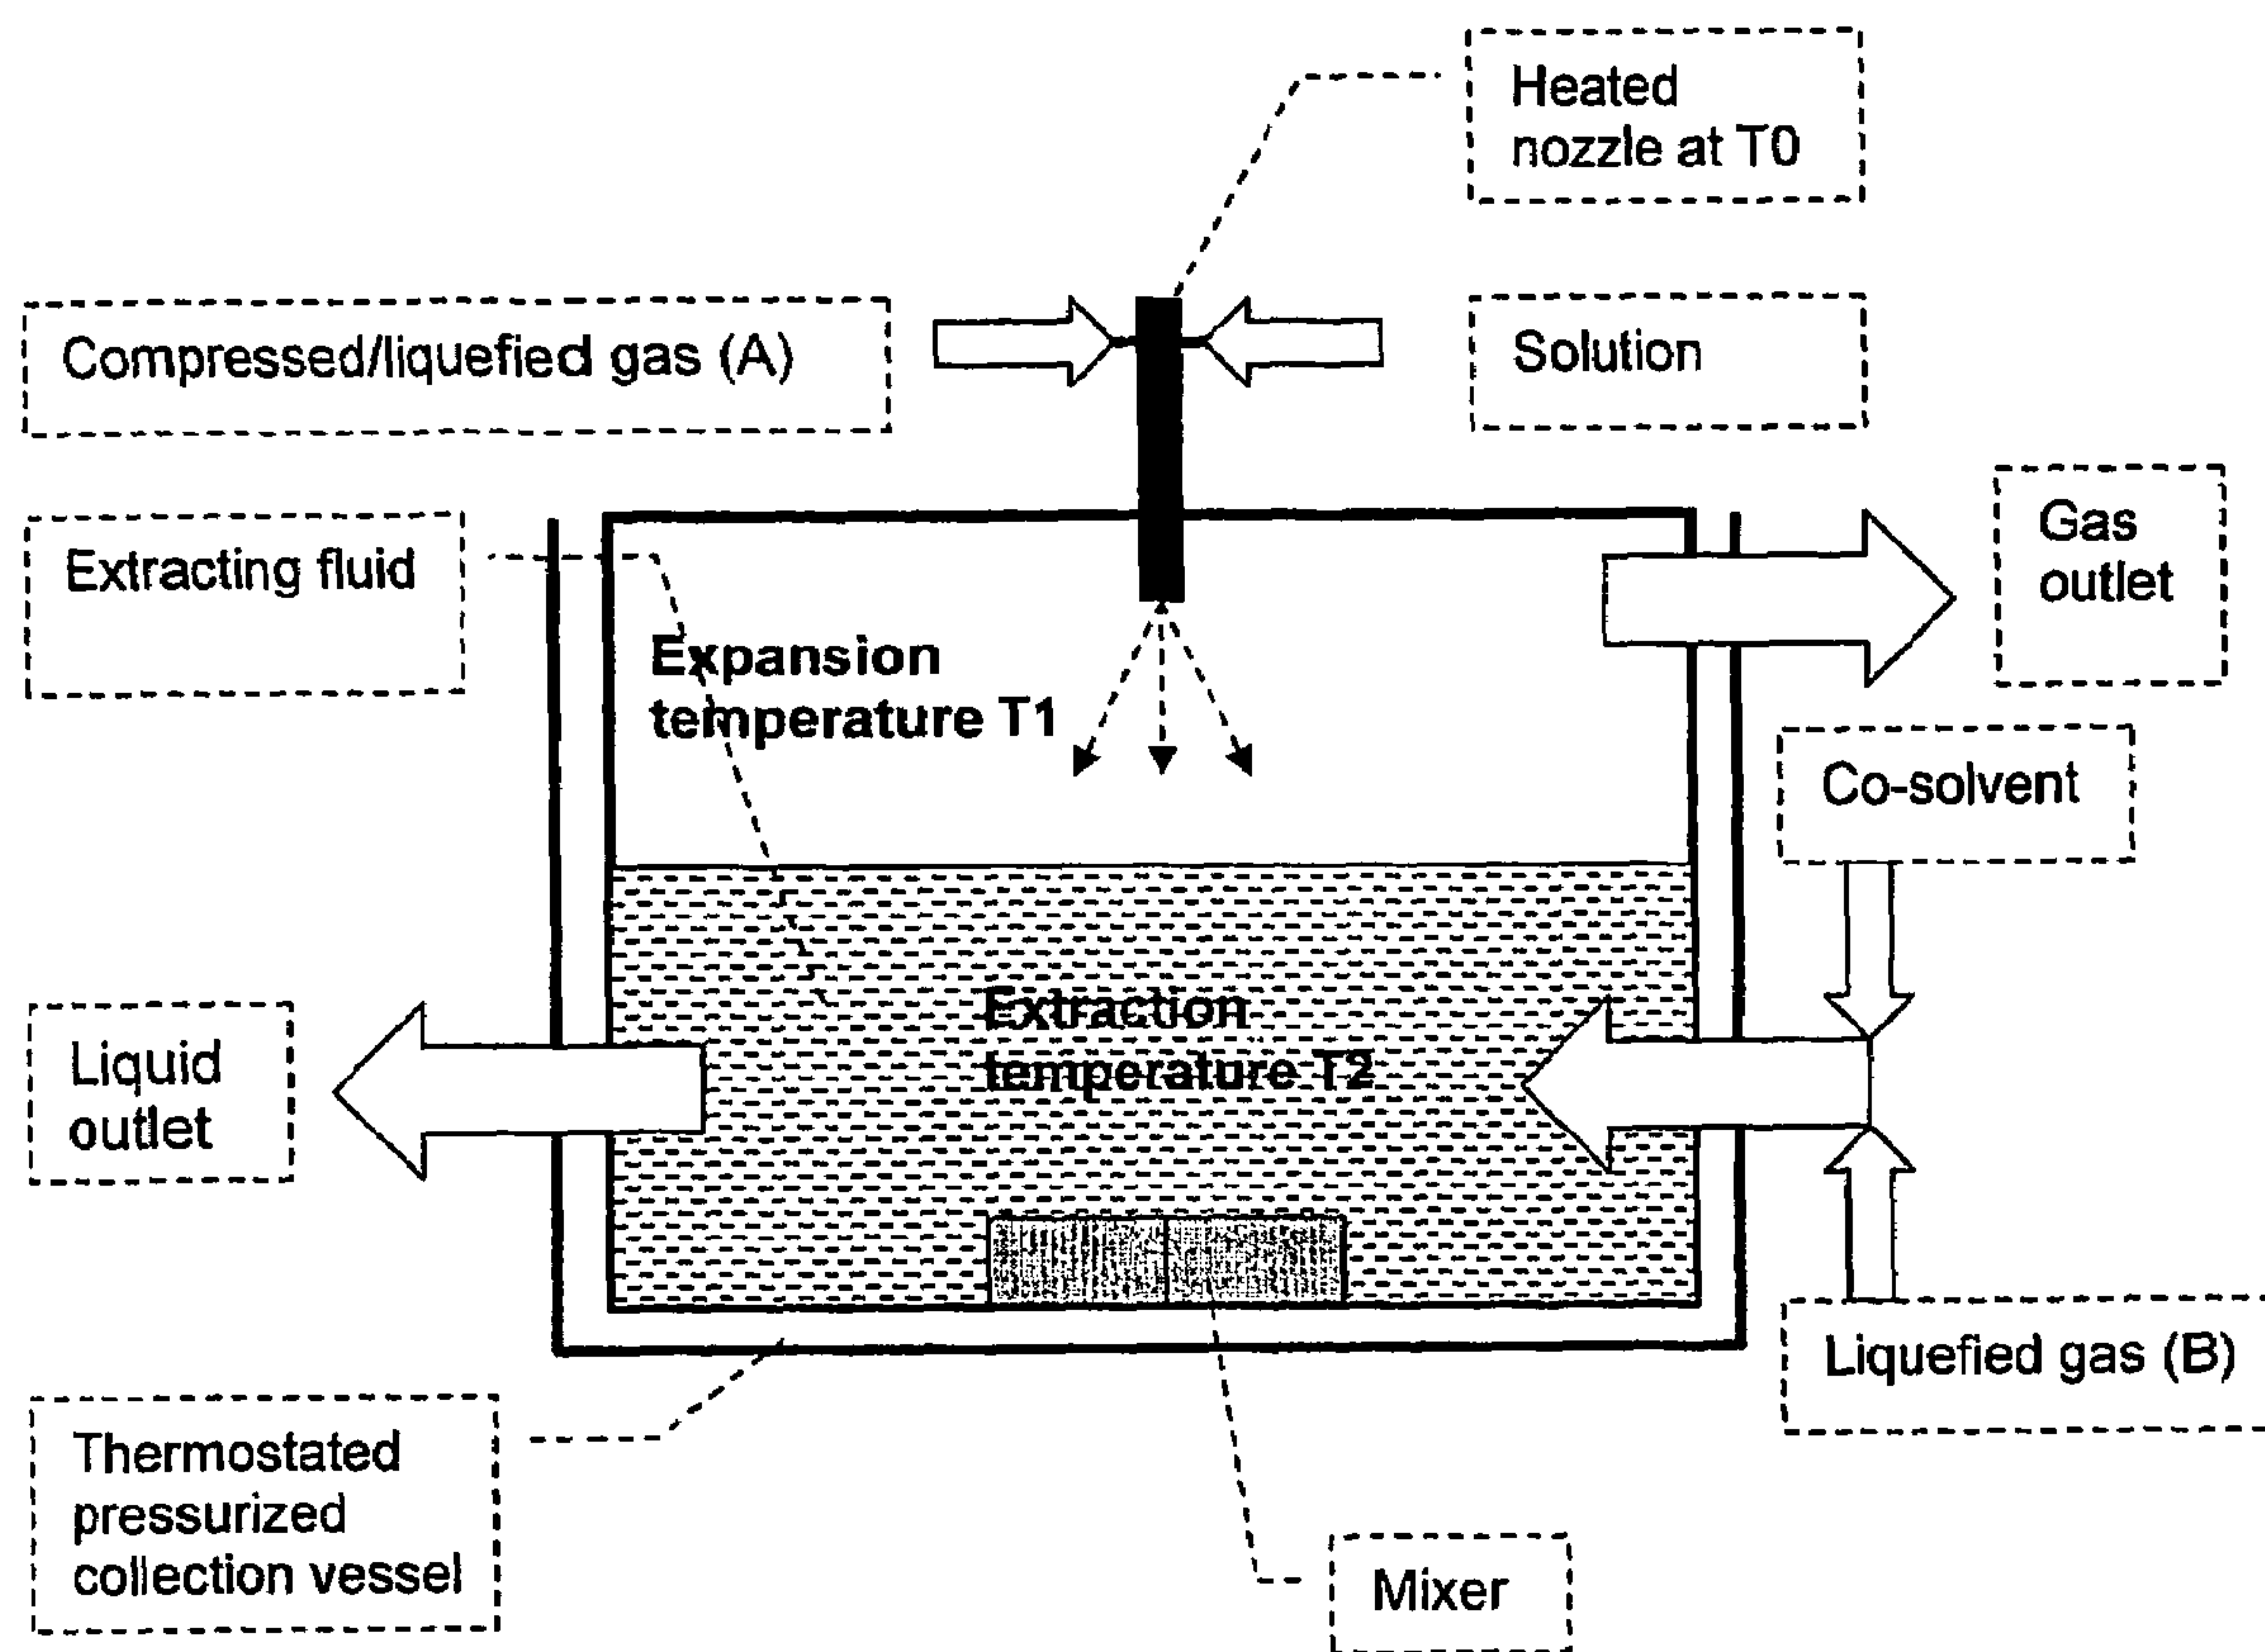 Heated
nozzle at T0
Compressed/liquefied gas (A)
Solution
Extracting fluid
Gas
outlet
Expansion
temperature T1
Co-solvent
Extraction
temperature T2
Liquid
outlet
Liquefied gas (B)
Thermostated
pressurized
collection vessel
Mixer